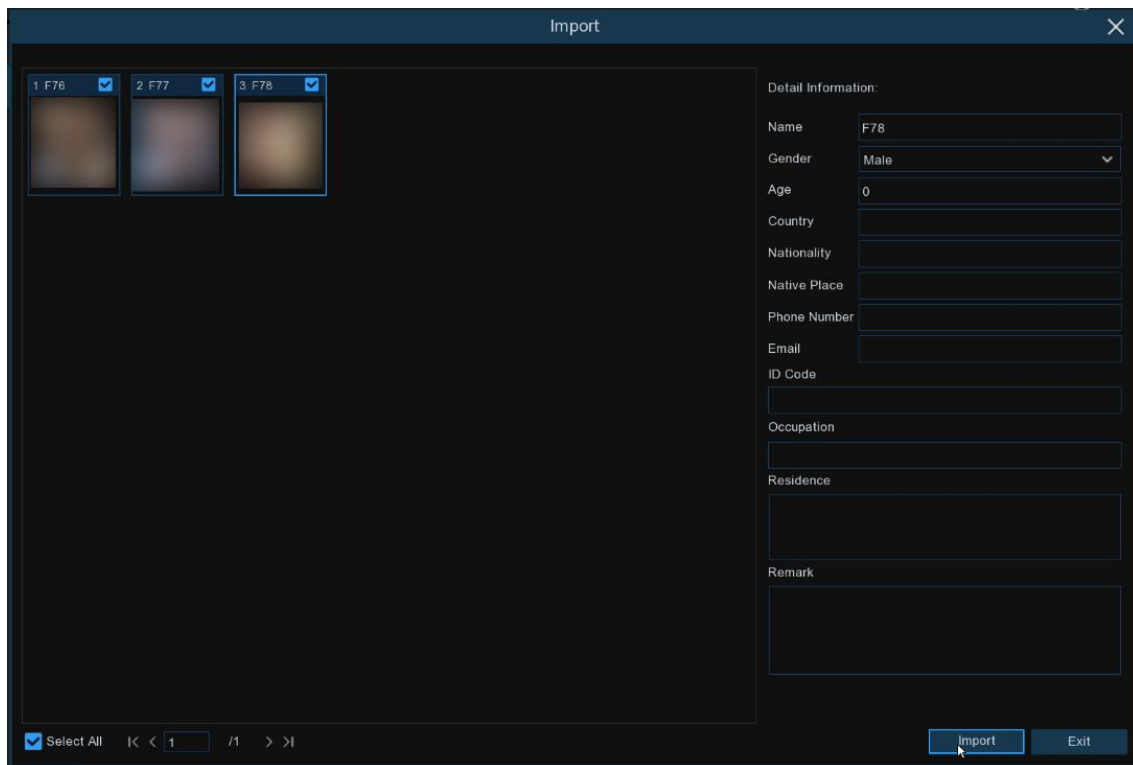 Import
1 F76
2 F77
3 F78
Detail Information:
Name F78
Gender Male
Age 0
Country
Nationality
Native Place
Phone Number
Email
ID Code
Occupation
Residence
Remark
Select All 1 /1
Import Exit